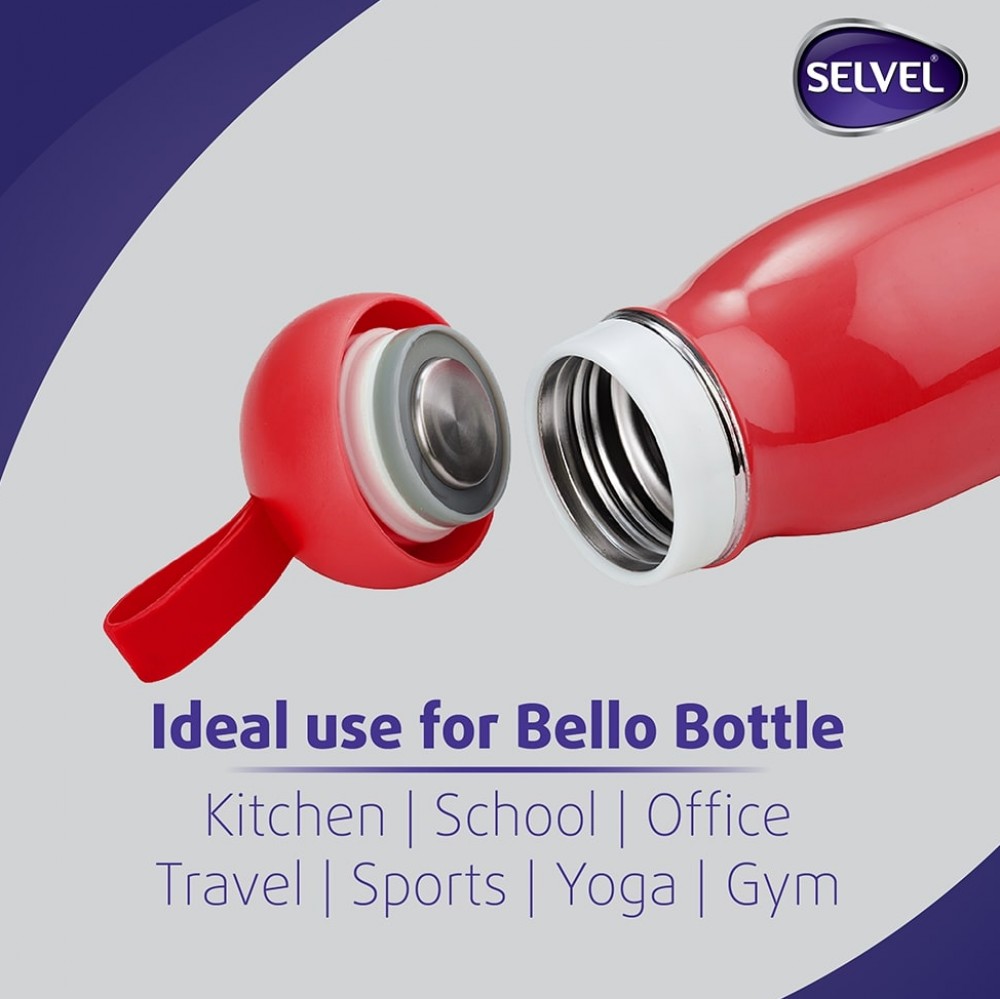 SELVEL®
Ideal use for Bello Bottle
Kitchen | School | Office
Travel | Sports | Yoga | Gym